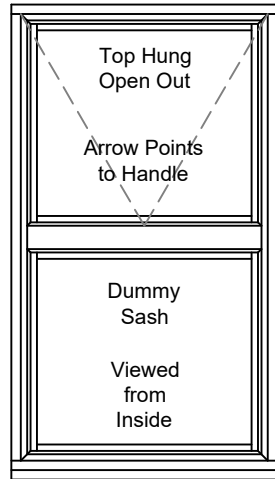 Top Hung
Open Out
Arrow Points
to Handle
Dummy
Sash
Viewed
from
Inside